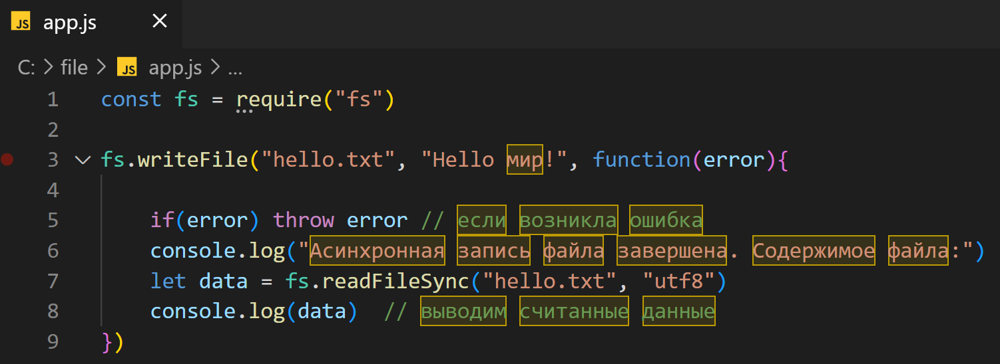 JS app.js ×
C: > file > JS app.js > ...
1 const fs = require("fs")
2
3 fs.writeFile("hello.txt", "Hello мир!", function(error){
4
5 if(error) throw error // если возникла ошибка
6 console.log("Асинхронная запись файла завершена. Содержимое файла:")
7 let data = fs.readFileSync("hello.txt", "utf8")
8 console.log(data)  // выводим считанные данные
9 })